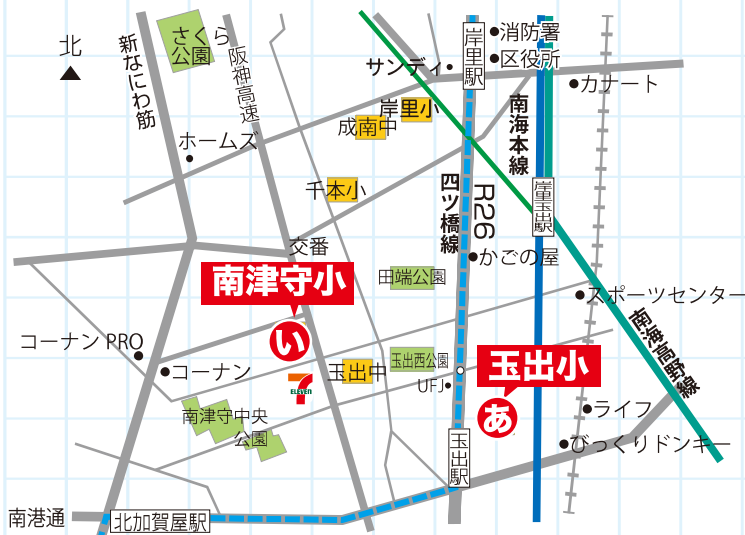 北
新なにわ筋
さくら
公園
阪神高速
サンディ
岸里駅
消防署
区役所
カナート
南海本線
岸里小
成南中
ホームズ
千本小
四ツ橋線
R26
岸里玉出駅
交番
かごの屋
田端公園
南津守小
い
スポーツセンター
南海高野線
コーナン PRO
コーナン
7
ELEVEN
玉出中
玉出西公園
UFJ
玉出小
あ
ライフ
びっくりドンキー
南津守中央
公園
玉出駅
南港通
北加賀屋駅